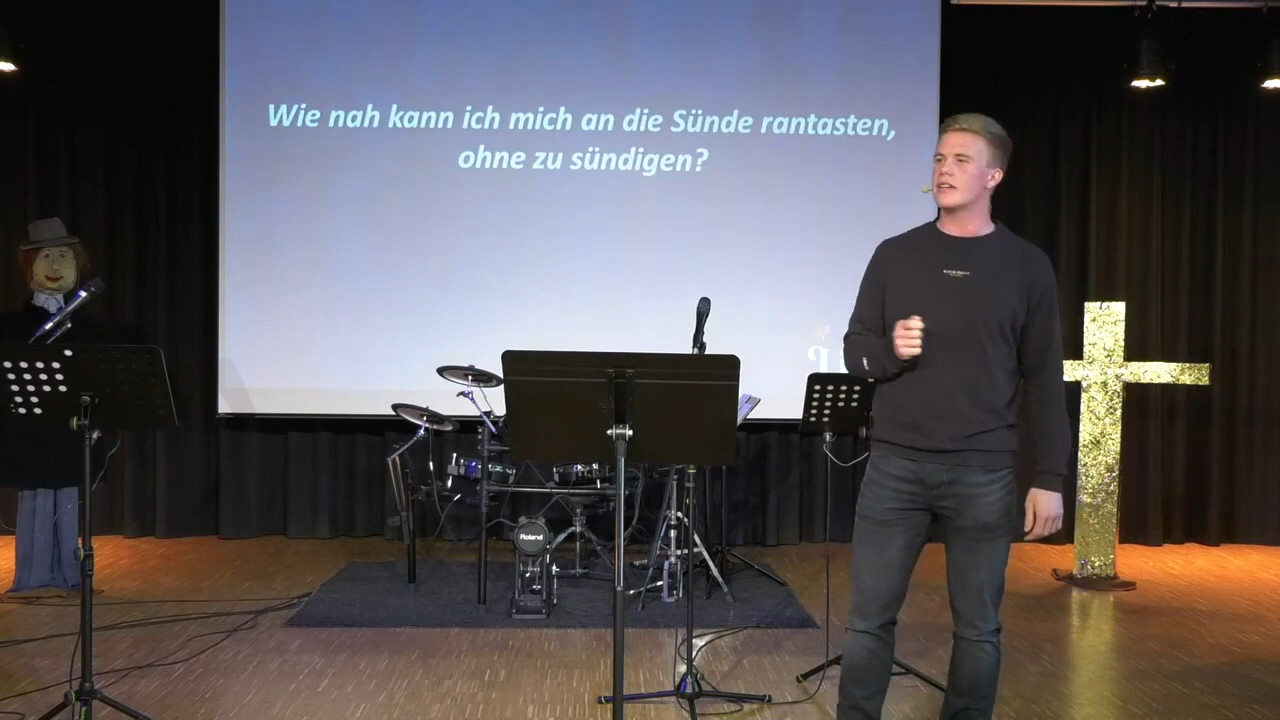 Wie nah kann ich mich an die Sünde rantasten,
ohne zu sündigen?
Roland